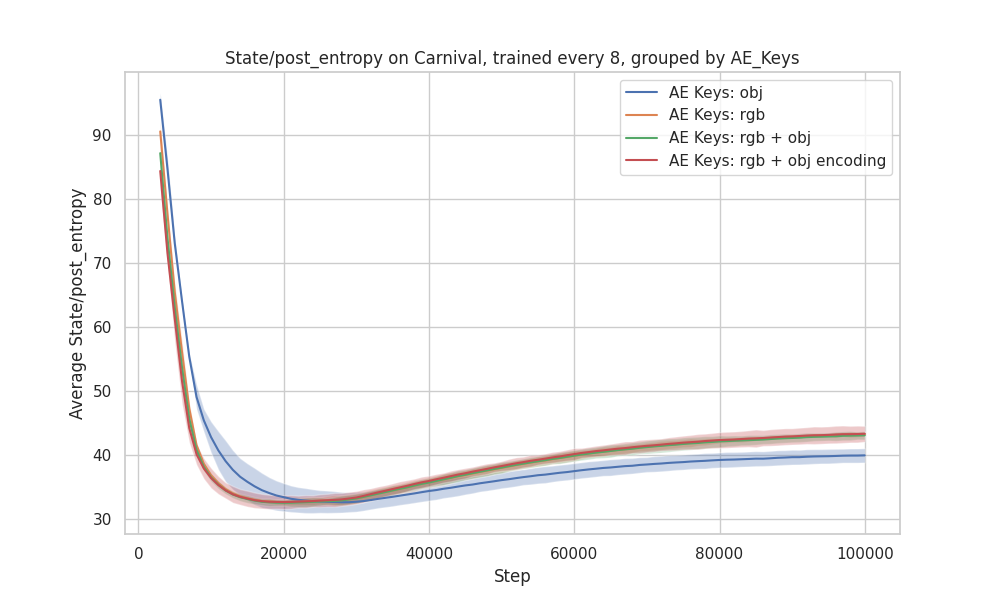 State/post_entropy on Carnival, trained every 8, grouped by AE_Keys
AE Keys: obj
AE Keys: rgb
AE Keys: rgb + obj
AE Keys: rgb + obj encoding
Average State/post_entropy
90
80
70
60
50
40
30
0
20000
40000
60000
80000
100000
Step